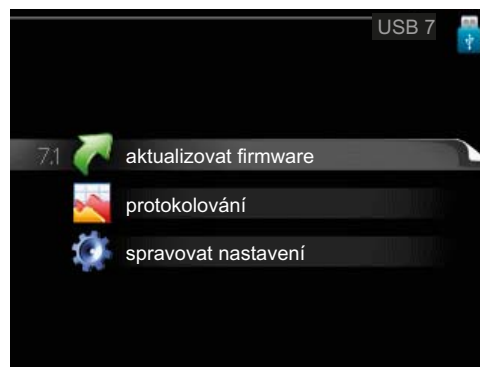 USB 7
7.1 aktualizovat firmware
protokolování
spravovat nastavení